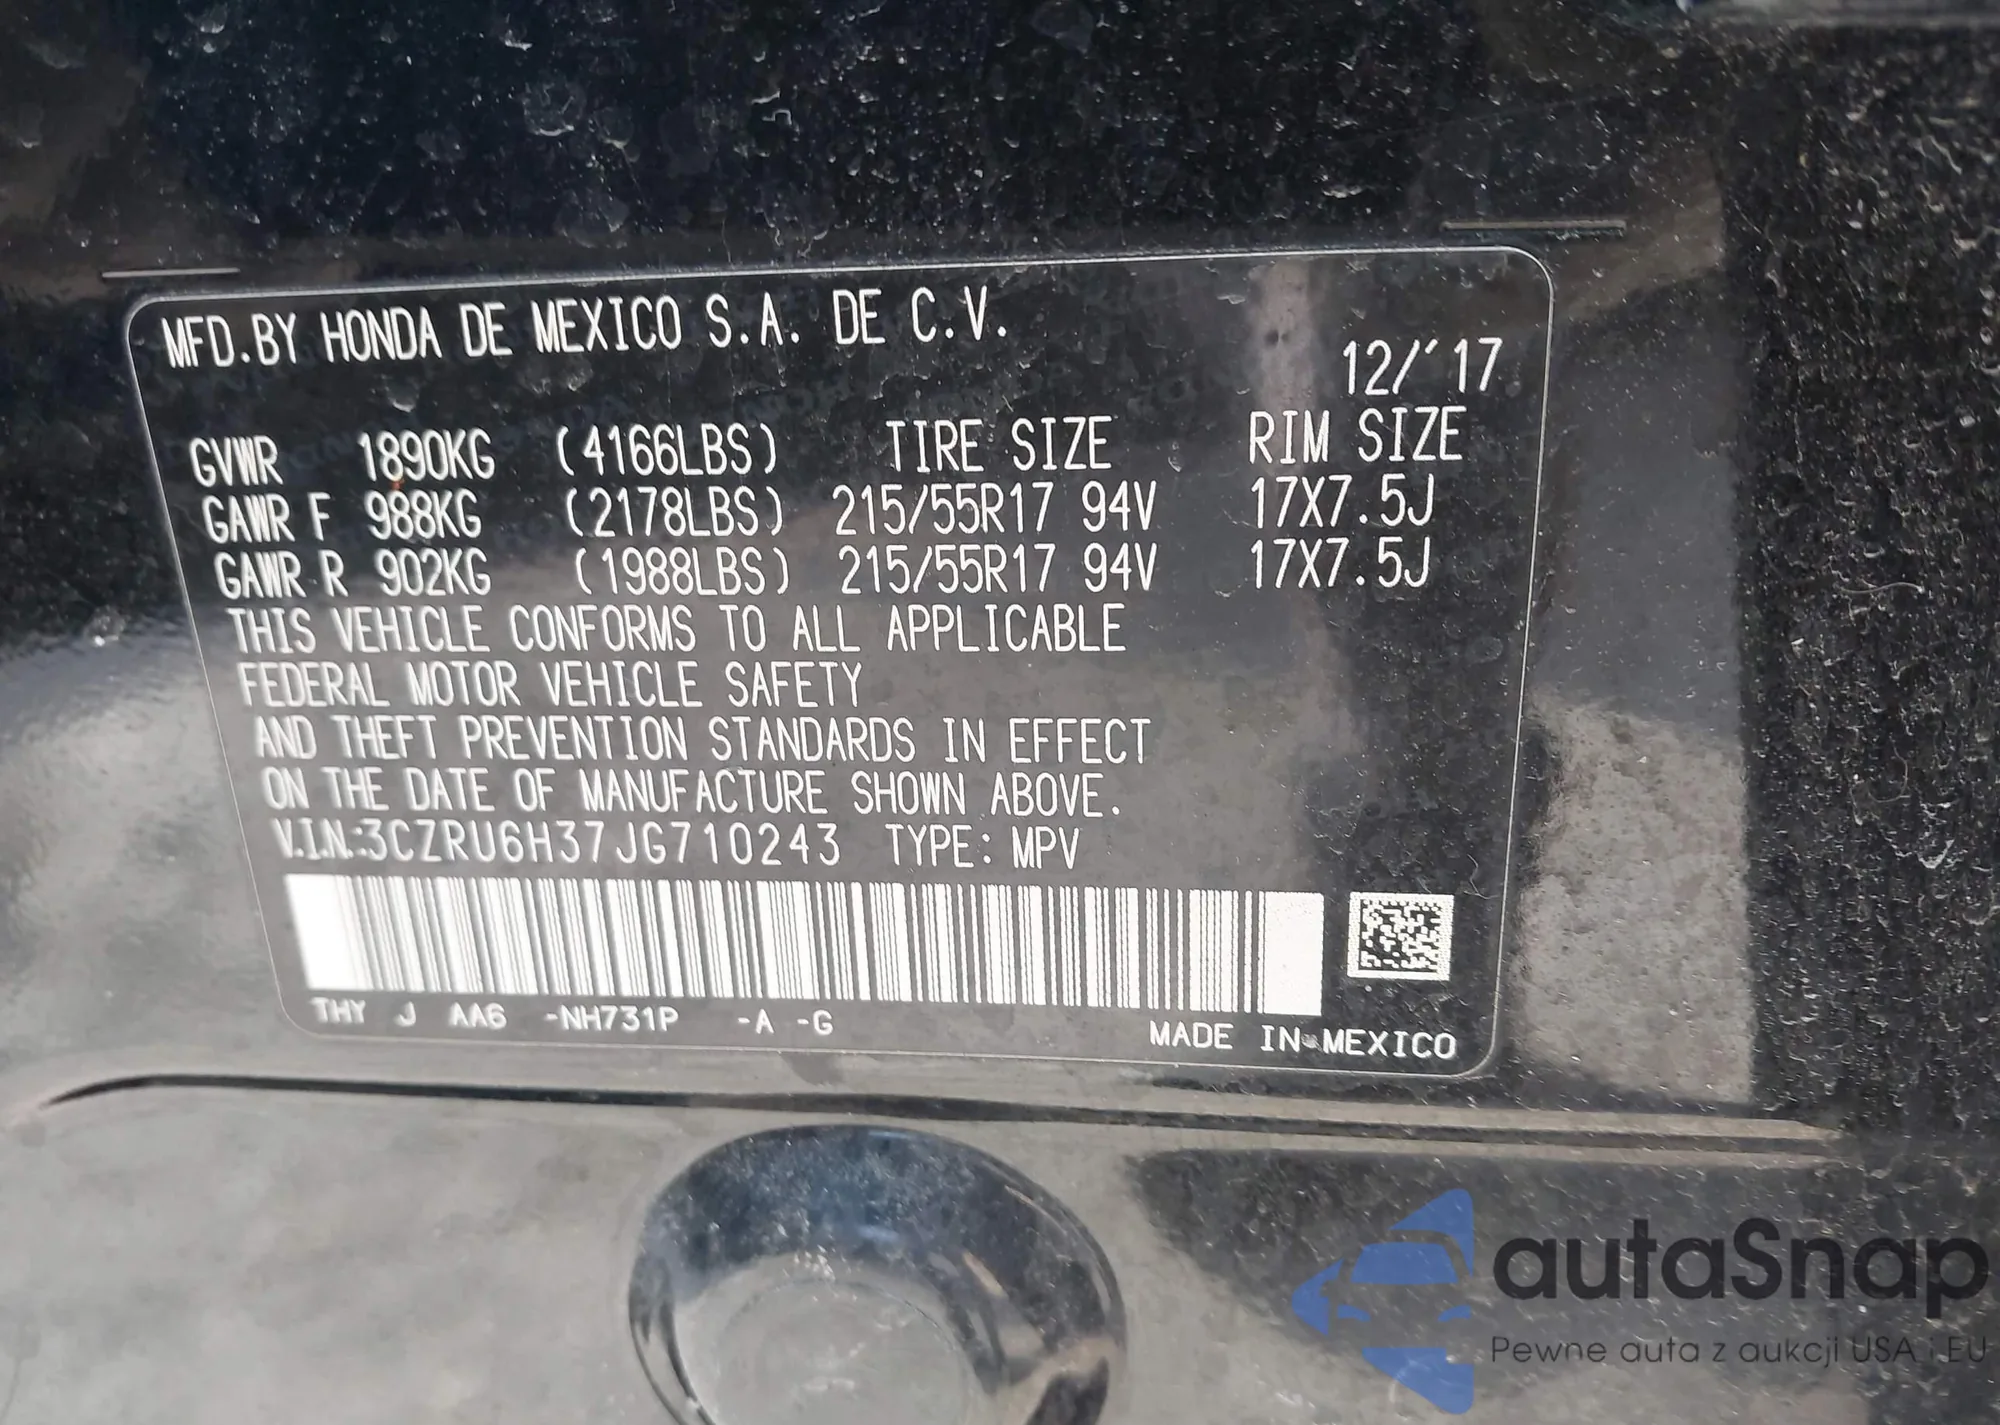 MFD.BY HONDA DE MEXICO S.A. DE C.V.
12/'17
GVWR 1890KG (4166LBS) TIRE SIZE RIM SIZE
GAWR F 988KG (2178LBS) 215/55R17 94V 17X7.5J
GAWR R 902KG (1988LBS) 215/55R17 94V 17X7.5J
THIS VEHICLE CONFORMS TO ALL APPLICABLE
FEDERAL MOTOR VEHICLE SAFETY
AND THEFT PREVENTION STANDARDS IN EFFECT
ON THE DATE OF MANUFACTURE SHOWN ABOVE.
V.I.N.:3CZRU6H37JG710243 TYPE: MPV
THY J AA6 -NH731P -A -G
MADE IN MEXICO
autaSnap
Pewne auta z aukcji USA i EU